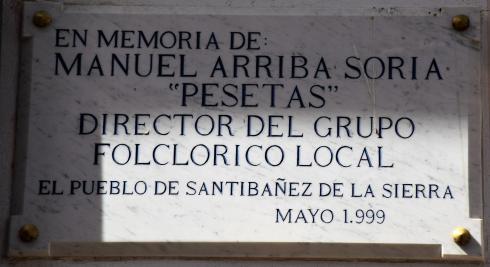 EN MEMORIA DE:
MANUEL ARRIBA SORIA
"PESETAS"
DIRECTOR DEL GRUPO
FOLCLORICO LOCAL
EL PUEBLO DE SANTIBAÑEZ DE LA SIERRA
MAYO 1.999